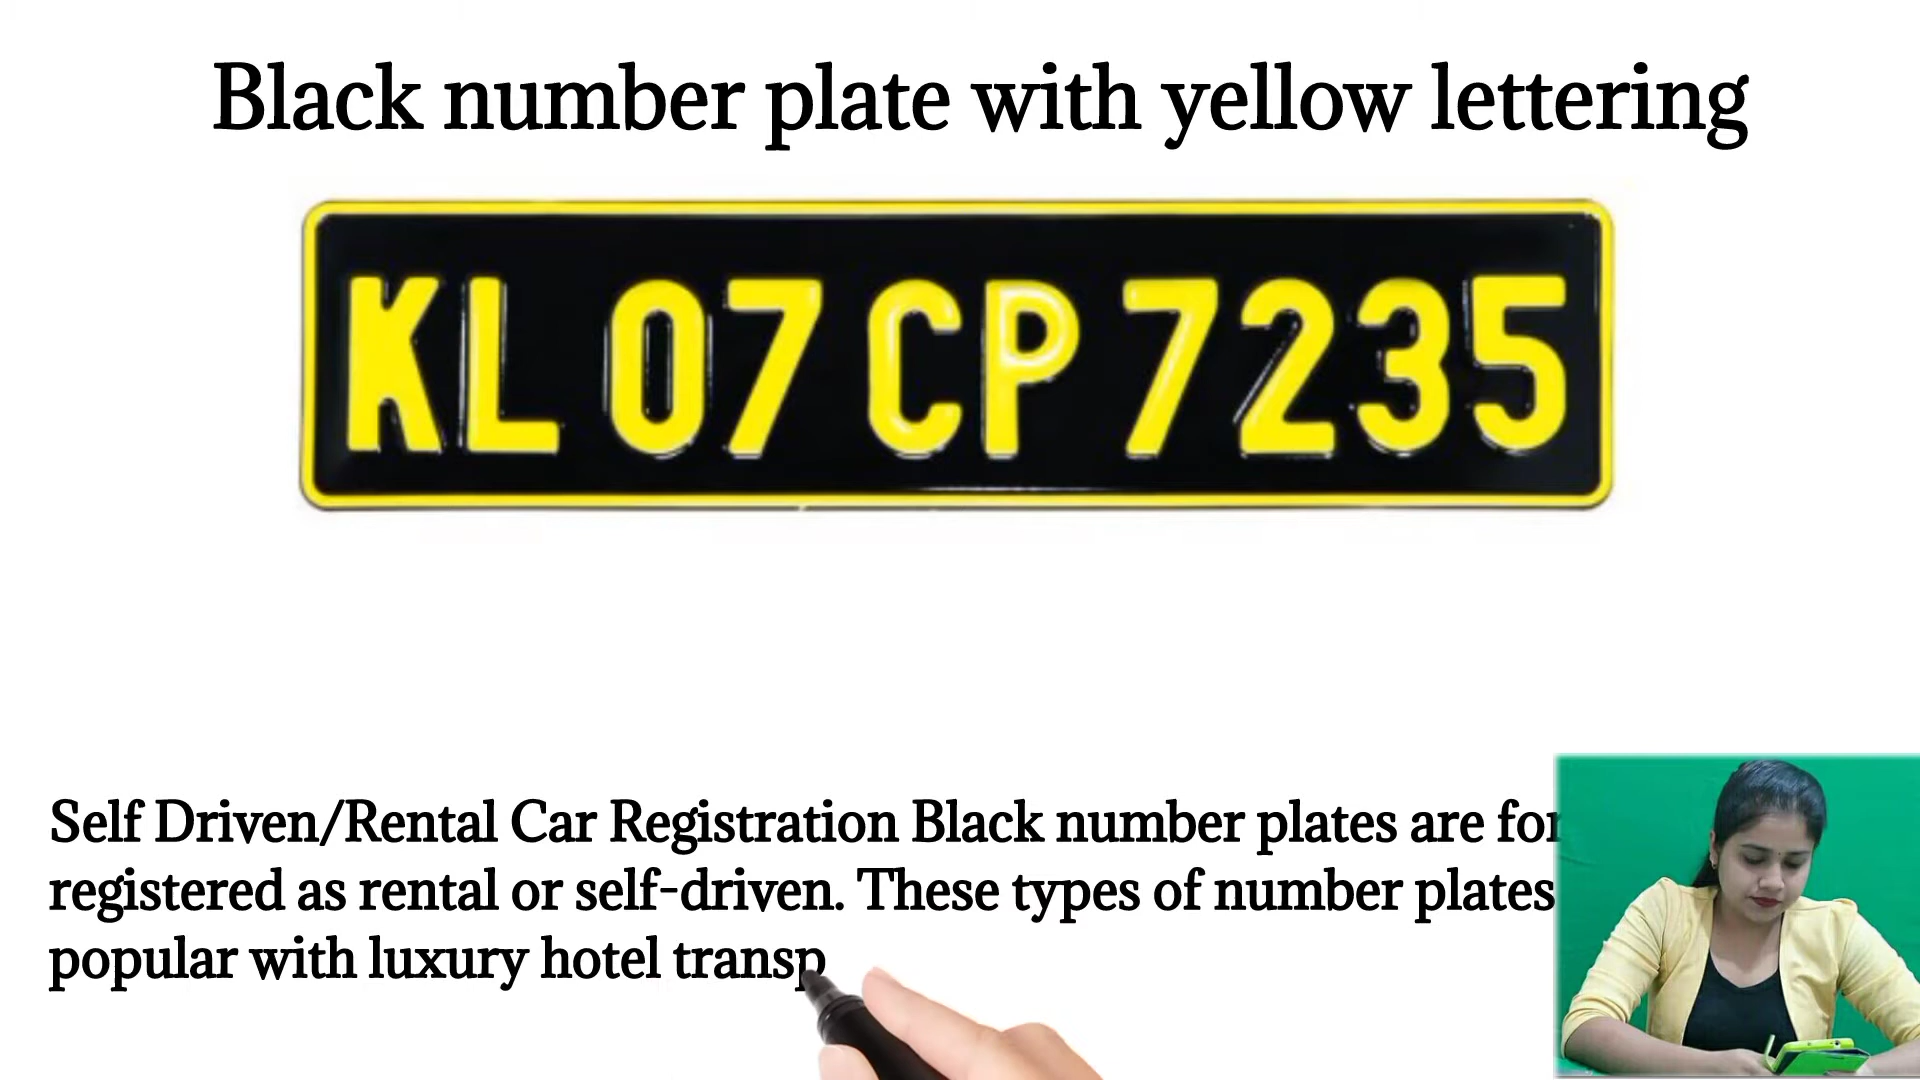 Black number plate with yellow lettering
KL 07 CP 7235
Self Driven/Rental Car Registration Black number plates are for
registered as rental or self-driven. These types of number plates
popular with luxury hotel transp